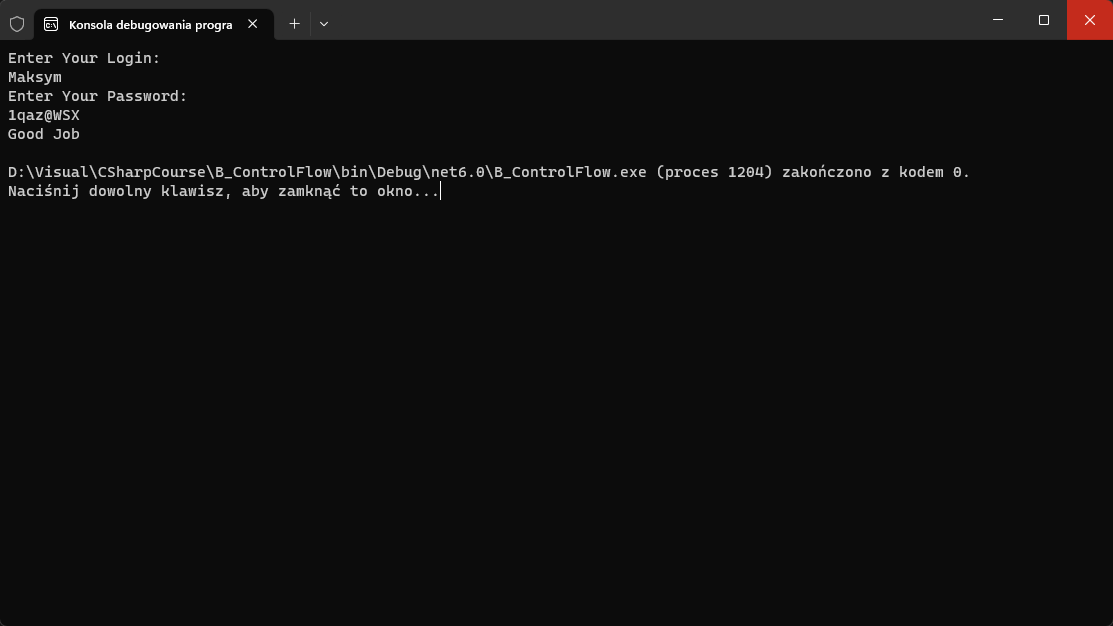 Konsola debugowania progra
Enter Your Login:
Maksym
Enter Your Password:
1qaz@WSX
Good Job
D:\Visual\CSharpCourse\B_ControlFlow\bin\Debug\net6.0\B_ControlFlow.exe (proces 1204) zakończono z kodem 0.
Naciśnij dowolny klawisz, aby zamknąć to okno...